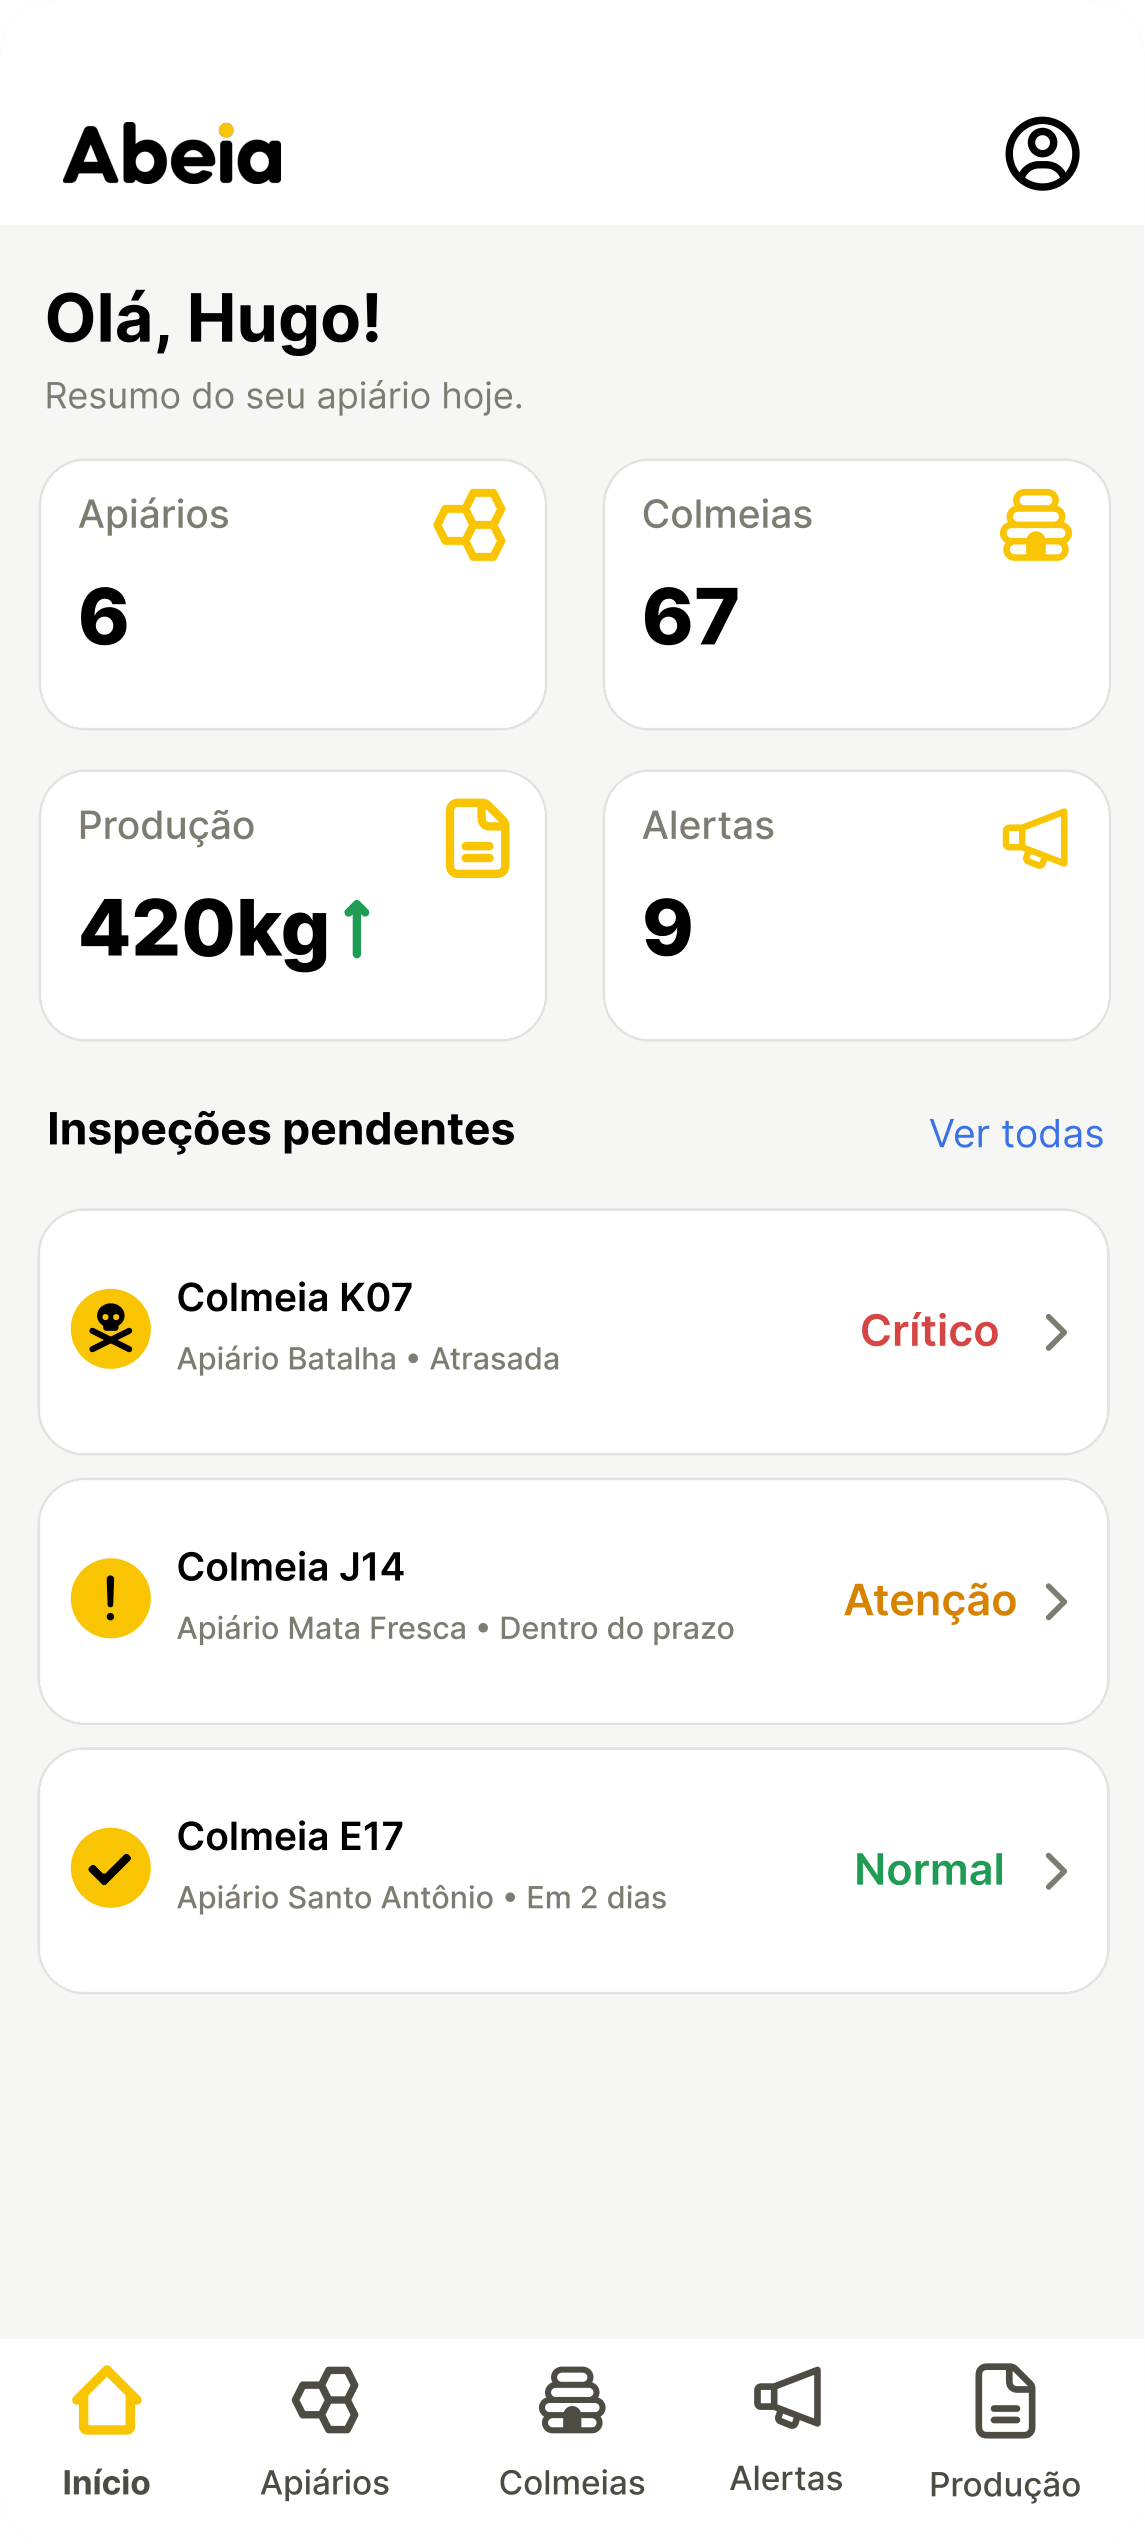 Abeia
Olá, Hugo!
Resumo do seu apiário hoje.
Apiários
6
Colmeias
67
Produção
420kg
Alertas
9
Inspeções pendentes
Ver todas
Colmeia K07
Apiário Batalha • Atrasada
Crítico
Colmeia J14
Apiário Mata Fresca • Dentro do prazo
Atenção
Colmeia E17
Apiário Santo Antônio • Em 2 dias
Normal
Início
Apiários
Colmeias
Alertas
Produção